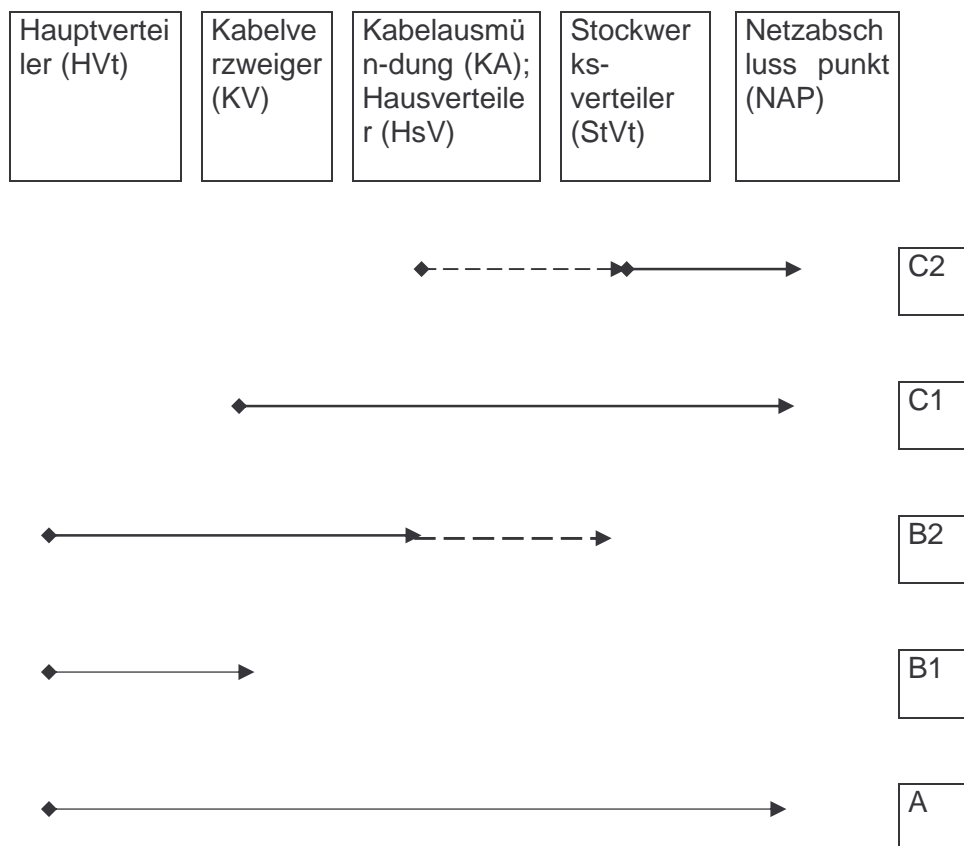 Hauptvertei
ler (HVt)
Kabelve
rzweiger
(KV)
Kabelausmü
n-dung (KA);
Hausverteile
r (HsV)
Stockwer
ks-
verteiler
(StVt)
Netzabsch
luss punkt
(NAP)
C2
C1
B2
B1
A